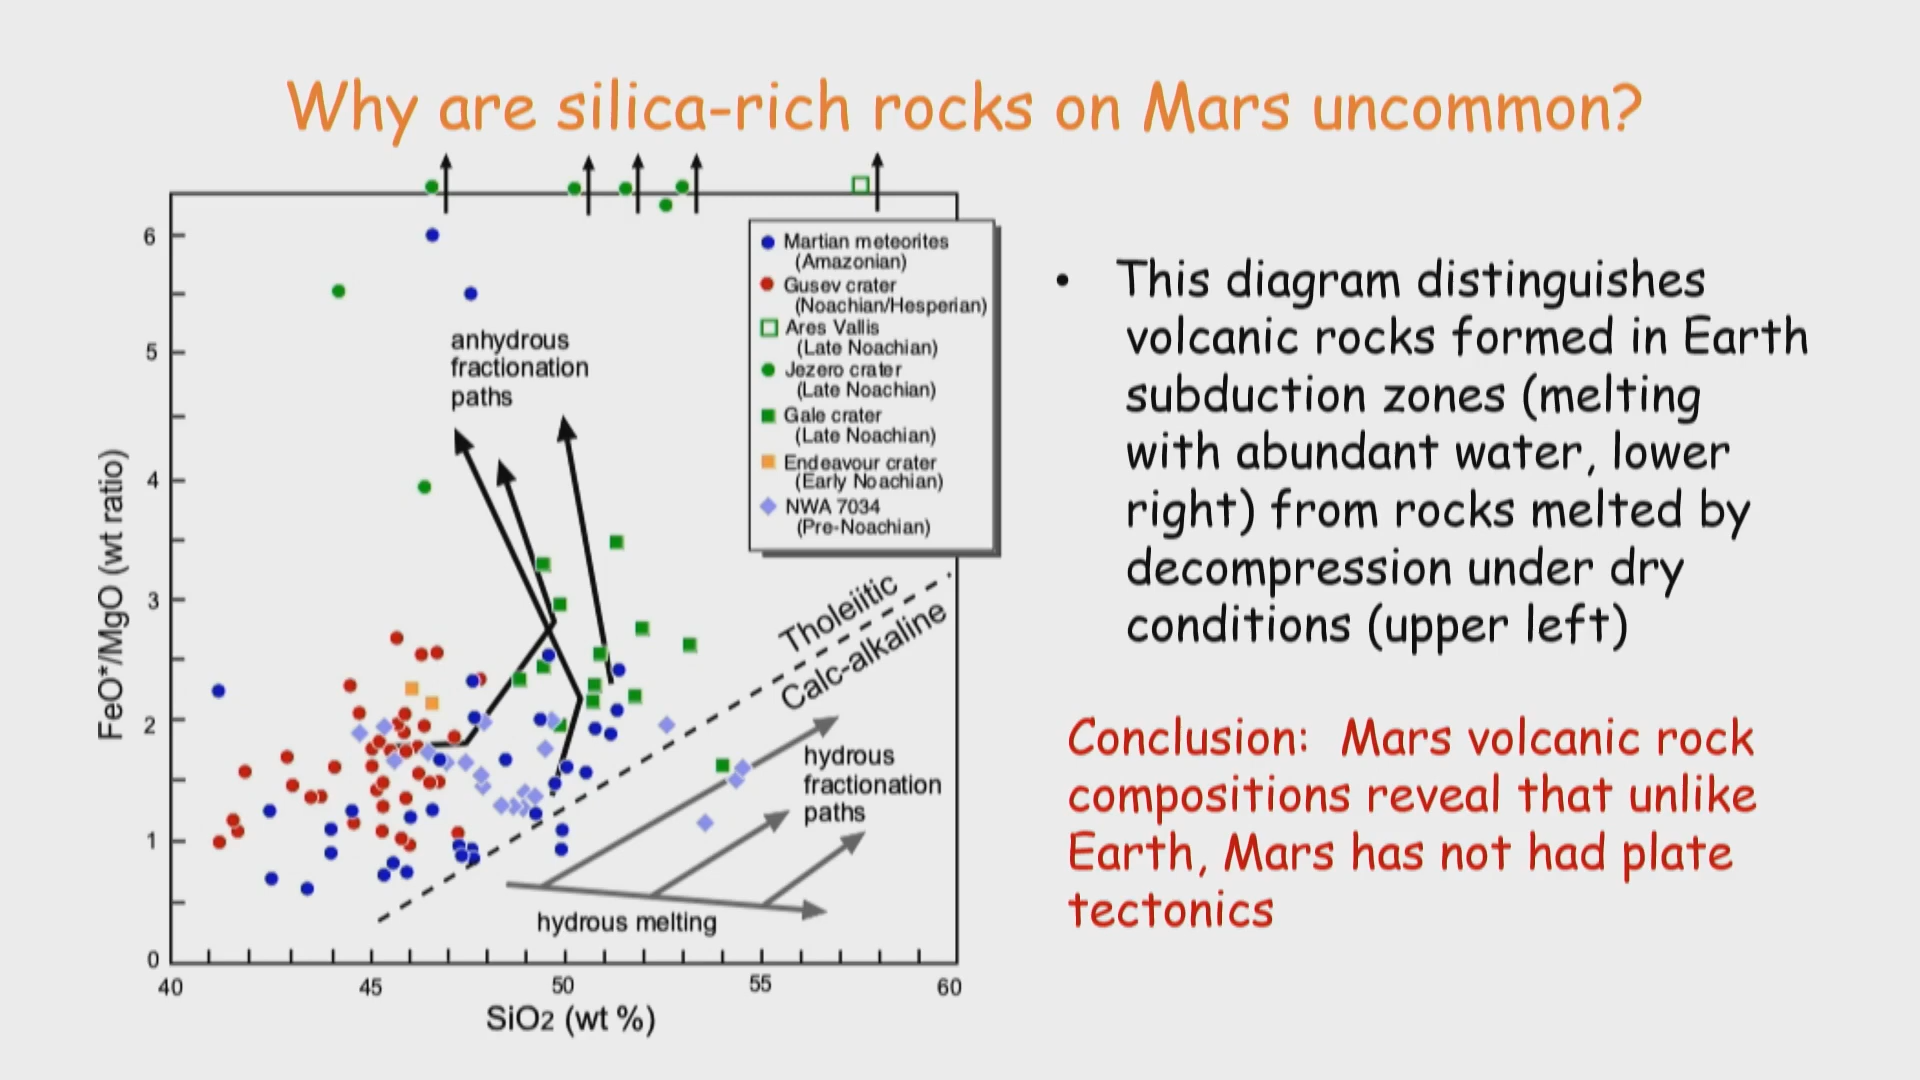 Why are silica-rich rocks on Mars uncommon?
6
5
4
3
2
1
0
FeO*/MgO (wt ratio)
40
45
50
55
60
SiO2 (wt %)
anhydrous
fractionation
paths
Martian meteorites
(Amazonian)
Gusev crater
(Noachian/Hesperian)
Ares Vallis
(Late Noachian)
Jezero crater
(Late Noachian)
Gale crater
(Late Noachian)
Endeavour crater
(Early Noachian)
NWA 7034
(Pre-Noachian)
Tholeiitic
Calc-alkaline
hydrous
fractionation
paths
hydrous melting
• This diagram distinguishes
volcanic rocks formed in Earth
subduction zones (melting
with abundant water, lower
right) from rocks melted by
decompression under dry
conditions (upper left)
Conclusion: Mars volcanic rock
compositions reveal that unlike
Earth, Mars has not had plate
tectonics